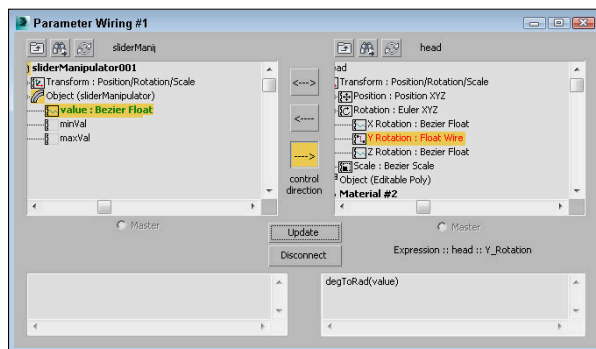 Parameter Wiring #1
sliderManip
head
sliderManipulator001
Transform : Position/Rotation/Scale
Object (sliderManipulator)
value : Bezier Float
minVal
maxVal
<--->
<----
---->
control
direction
ead
Transform : Position/Rotation/Scale
Position : Position XYZ
Rotation : Euler XYZ
X Rotation : Bezier Float
Y Rotation : Float Wire
Z Rotation : Bezier Float
Scale : Bezier Scale
Object (Editable Poly)
Material #2
Master
Master
Update
Disconnect
Expression :: head :: Y_Rotation
degToRad(value)